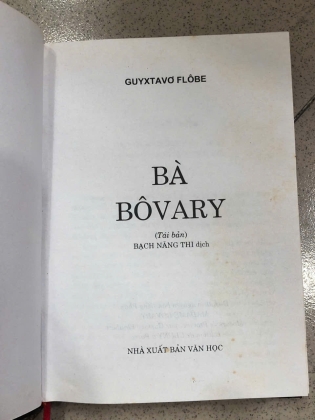 GUYXTAVƠ FLÔBE
BÀ
BÔVARY
(Tái bản)
BẠCH NĂNG THI dịch
NHÀ XUẤT BẢN VĂN HỌC